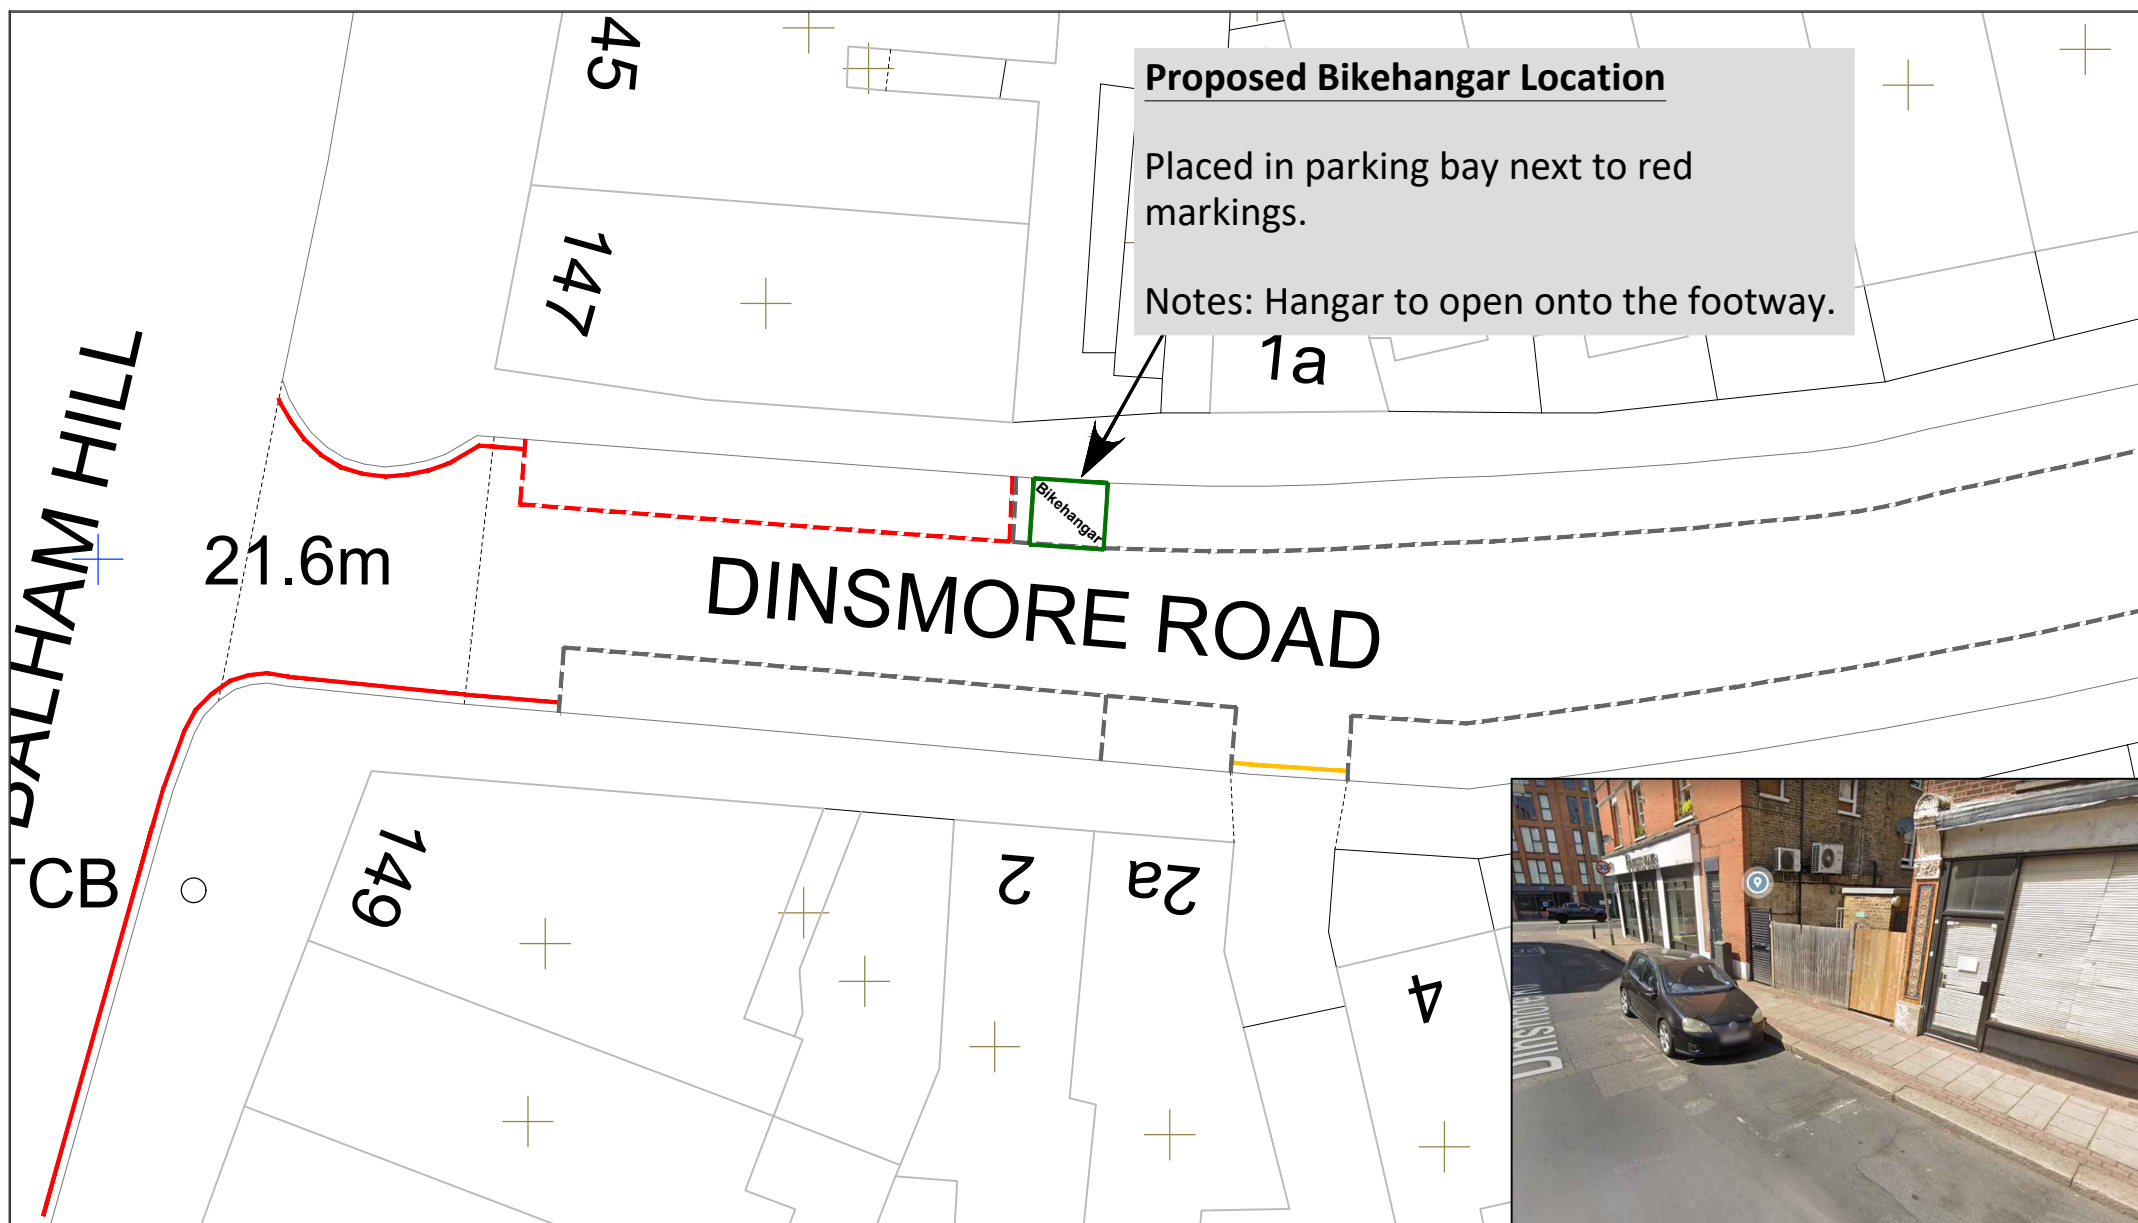 45
Proposed Bikehangar Location
Placed in parking bay next to red
markings.
Notes: Hangar to open onto the footway.
147
1a
BALHAM HILL
Bikehangar
21.6m
DINSMORE ROAD
TCB
149
2
2a
4
30